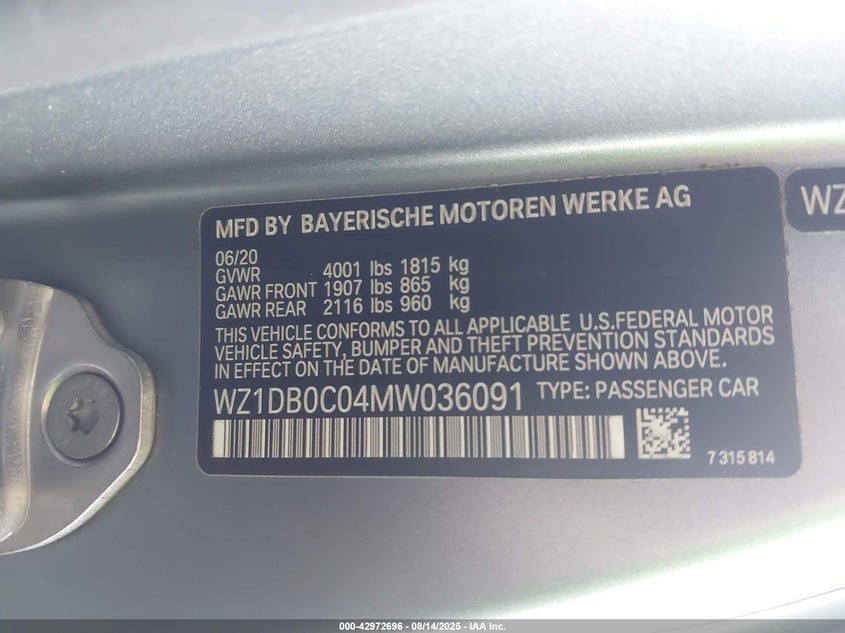 MFD BY BAYERISCHE MOTOREN WERKE AG
WZ
06/20
GVWR 4001 lbs 1815 kg
GAWR FRONT 1907 lbs 865 kg
GAWR REAR 2116 lbs 960 kg
THIS VEHICLE CONFORMS TO ALL APPLICABLE U.S.FEDERAL MOTOR
VEHICLE SAFETY, BUMPER AND THEFT PREVENTION STANDARDS
IN EFFECT ON THE DATE OF MANUFACTURE SHOWN ABOVE.
WZ1DB0C04MW036091 TYPE: PASSENGER CAR
7 315 814
000-42972696 - 08/14/2025 - IAA Inc.